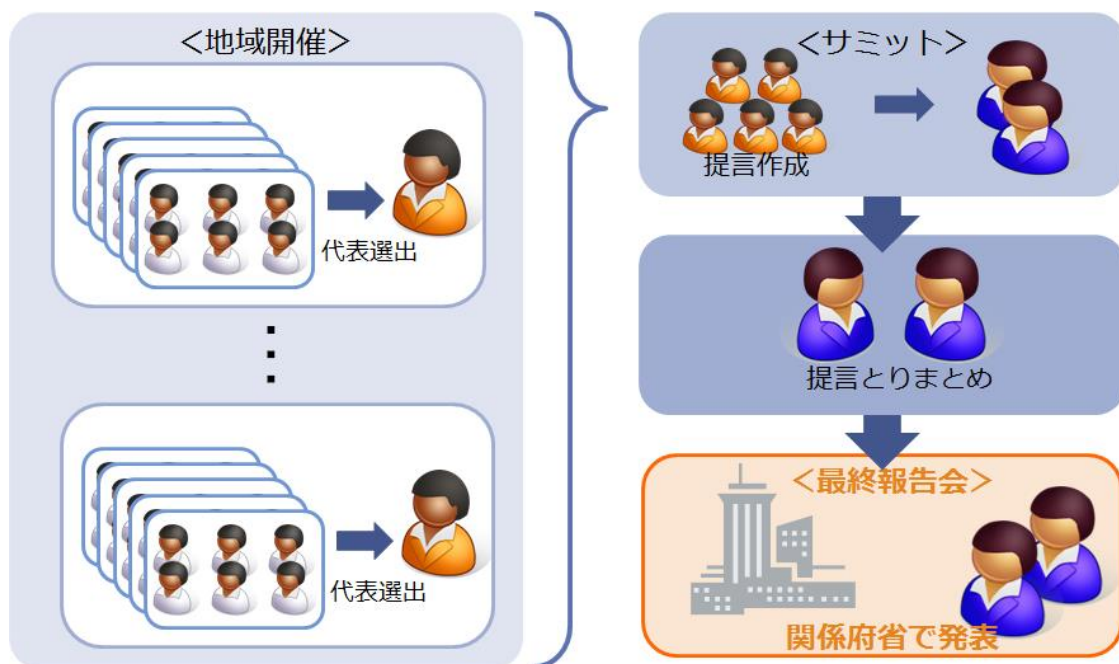 <地域開催>
代表選出
代表選出
<サミット>
提言作成
提言とりまとめ
<最終報告会>
関係府省で発表